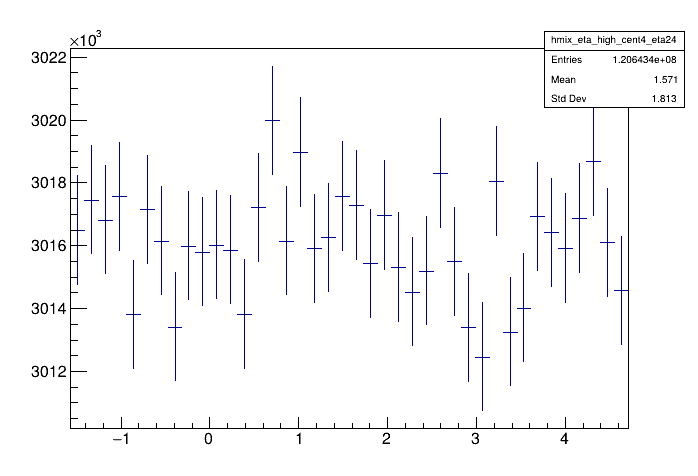 ×10³
hmix_eta_high_cent4_eta24
Entries 1.206434e+08
Mean 1.571
Std Dev 1.813
3022
3020
3018
3016
3014
3012
−1 0 1 2 3 4